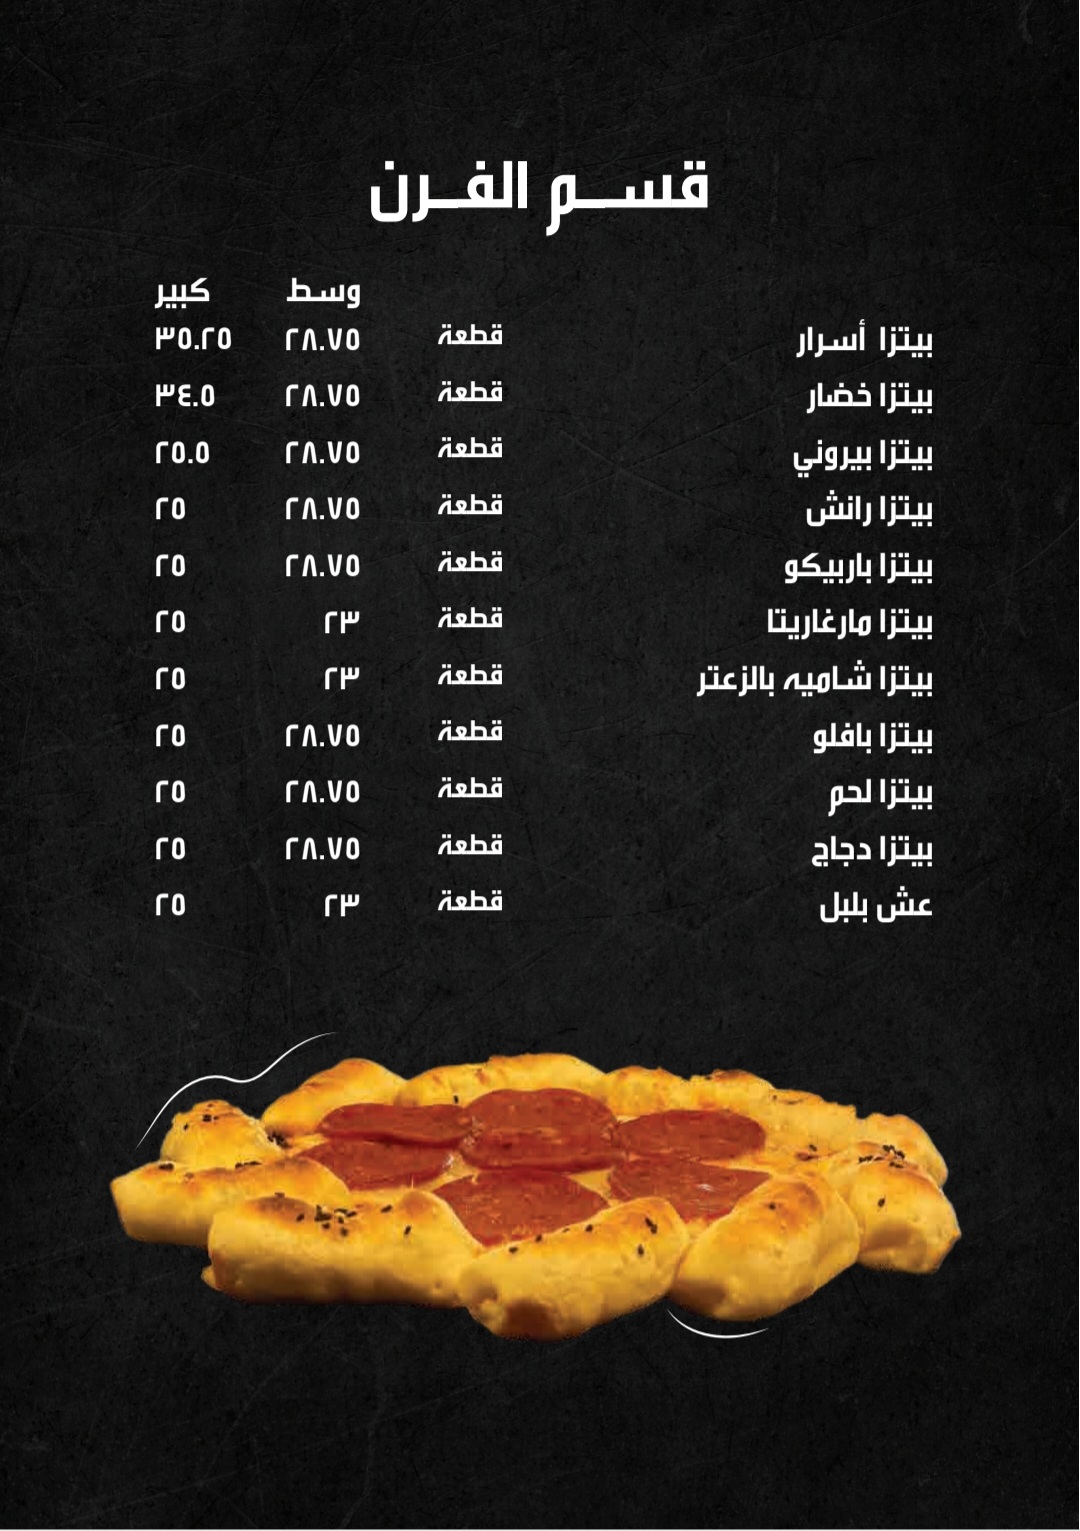 قسم الفرن
وسط كبير
بيتزا أسرار قطعة ٢٨.٧٥ ٣٥.٢٥
بيتزا خضار قطعة ٢٨.٧٥ ٣٤.٥
بيتزا بيروني قطعة ٢٨.٧٥ ٢٥.٥
بيتزا رانش قطعة ٢٨.٧٥ ٢٥
بيتزا باربيكو قطعة ٢٨.٧٥ ٢٥
بيتزا مارغاريتا قطعة ٢٣ ٢٥
بيتزا شاميه بالزعتر قطعة ٢٣ ٢٥
بيتزا بافلو قطعة ٢٨.٧٥ ٢٥
بيتزا لحم قطعة ٢٨.٧٥ ٢٥
بيتزا دجاج قطعة ٢٨.٧٥ ٢٥
عش بلبل قطعة ٢٣ ٢٥